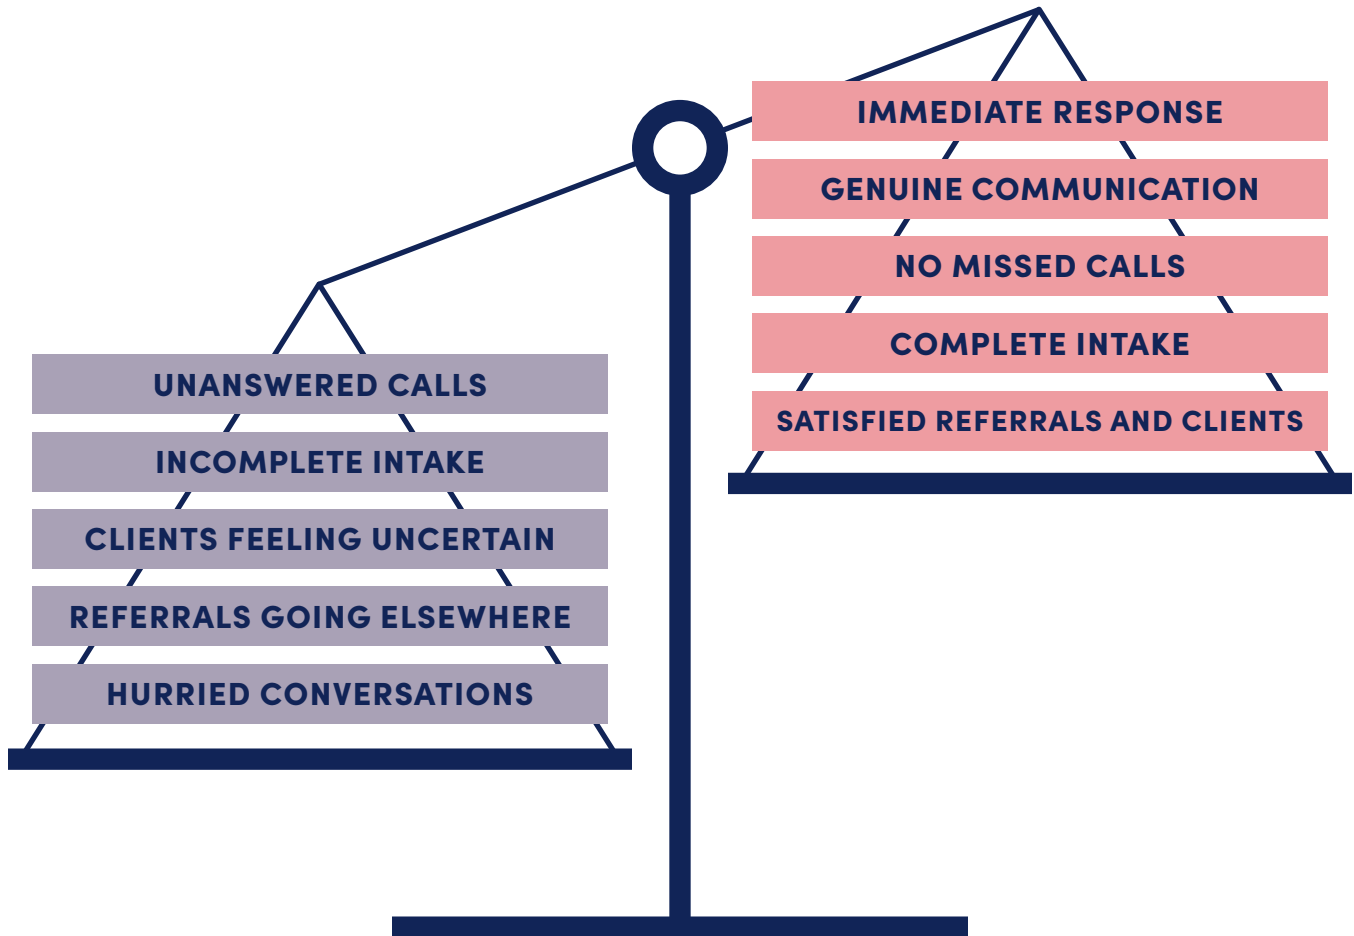 IMMEDIATE RESPONSE
GENUINE COMMUNICATION
NO MISSED CALLS
COMPLETE INTAKE
SATISFIED REFERRALS AND CLIENTS
UNANSWERED CALLS
INCOMPLETE INTAKE
CLIENTS FEELING UNCERTAIN
REFERRALS GOING ELSEWHERE
HURRIED CONVERSATIONS